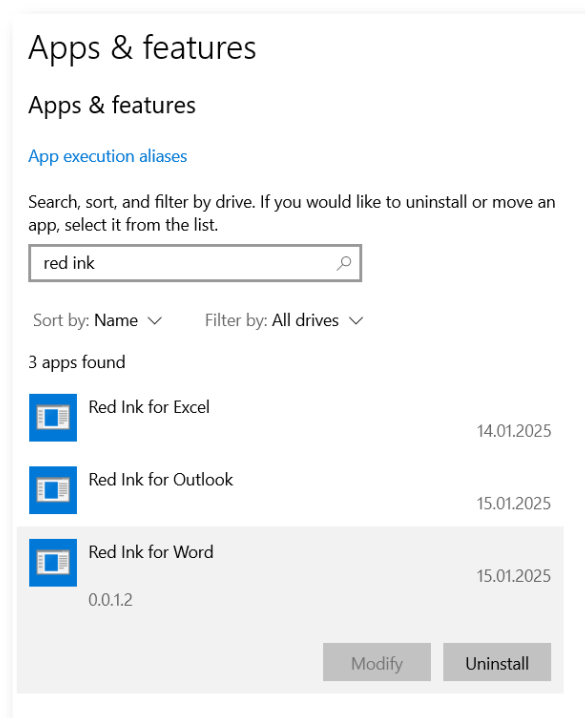 Apps & features
Apps & features
App execution aliases
Search, sort, and filter by drive. If you would like to uninstall or move an
app, select it from the list.
red ink
Sort by: Name Filter by: All drives
3 apps found
Red Ink for Excel
14.01.2025
Red Ink for Outlook
15.01.2025
Red Ink for Word
15.01.2025
0.0.1.2
Modify Uninstall